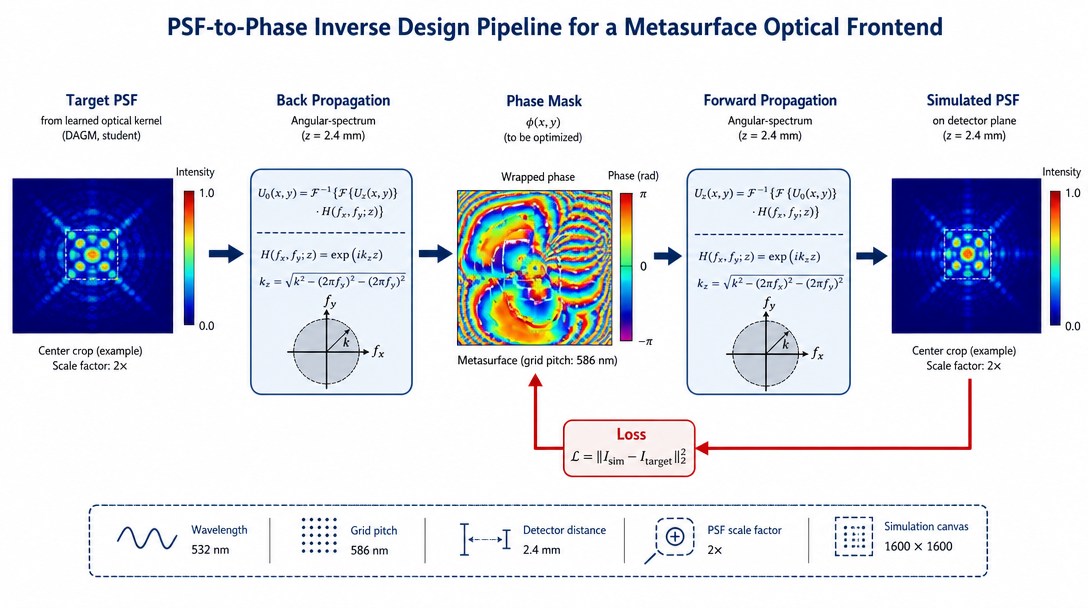 PSF-to-Phase Inverse Design Pipeline for a Metasurface Optical Frontend
Target PSF
from learned optical kernel
(DAGM, student)
Intensity
1.0
0.0
Center crop (example)
Scale factor: 2×
Back Propagation
Angular-spectrum
(z = 2.4 mm)
U₀(x, y) = ℱ⁻¹{ℱ{U_z(x, y)}
· H(f_x, f_y; z)}
H(f_x, f_y; z) = exp(ik_z z)
k_z = √(k² − (2πf_y)² − (2πf_y)²)
f_y
k
f_x
Phase Mask
ϕ(x, y)
(to be optimized)
Wrapped phase
Phase (rad)
π
0
−π
Metasurface (grid pitch: 586 nm)
Forward Propagation
Angular-spectrum
(z = 2.4 mm)
U_z(x, y) = ℱ⁻¹{ℱ{U₀(x, y)}
· H(f_x, f_y; z)}
H(f_x, f_y; z) = exp(ik_z z)
k_z = √(k² − (2πf_x)² − (2πf_y)²)
f_y
k
f_x
Simulated PSF
on detector plane
(z = 2.4 mm)
Intensity
1.0
0.0
Center crop (example)
Scale factor: 2×
Loss
ℒ = ‖I_sim − I_target‖₂²
Wavelength
532 nm
Grid pitch
586 nm
Detector distance
2.4 mm
PSF scale factor
2×
Simulation canvas
1600 × 1600